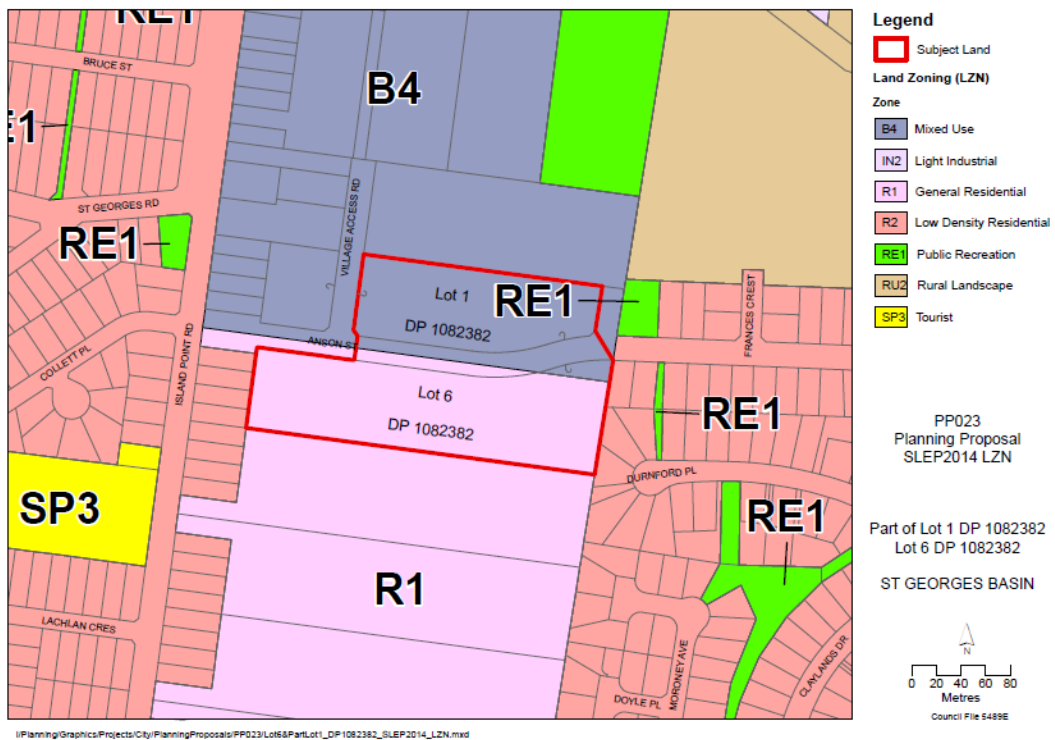 RE1
BRUCE ST
E1
B4
ST GEORGES RD
RE1
VILLAGE ACCESS RD
Lot 1
RE1
DP 1082382
ANSON ST
FRANCES CREST
COLLETT PL
ISLAND POINT RD
Lot 6
DP 1082382
RE1
DURNFORD PL
SP3
RE1
R1
LACHLAN CRES
MORONEY AVE
CLAYLANDS DR
DOYLE PL
Legend
Subject Land
Land Zoning (LZN)
Zone
B4 Mixed Use
IN2 Light Industrial
R1 General Residential
R2 Low Density Residential
RE1 Public Recreation
RU2 Rural Landscape
SP3 Tourist
PP023
Planning Proposal
SLEP2014 LZN
Part of Lot 1 DP 1082382
Lot 6 DP 1082382
ST GEORGES BASIN
N
0 20 40 60 80
Metres
Council File 5489E
I/Planning/Graphics/Projects/City/PlanningProposals/PP023/Lot6&PartLot1_DP1082382_SLEP2014_LZN.mxd